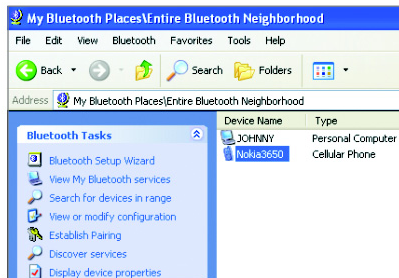 My Bluetooth Places\Entire Bluetooth Neighborhood
File Edit View Bluetooth Favorites Tools Help
Back Search Folders
Address My Bluetooth Places\Entire Bluetooth Neighborhood
Bluetooth Tasks
Bluetooth Setup Wizard
View My Bluetooth services
Search for devices in range
View or modify configuration
Establish Pairing
Discover services
Display device properties
Device Name Type
JOHNNY Personal Computer
Nokia3650 Cellular Phone